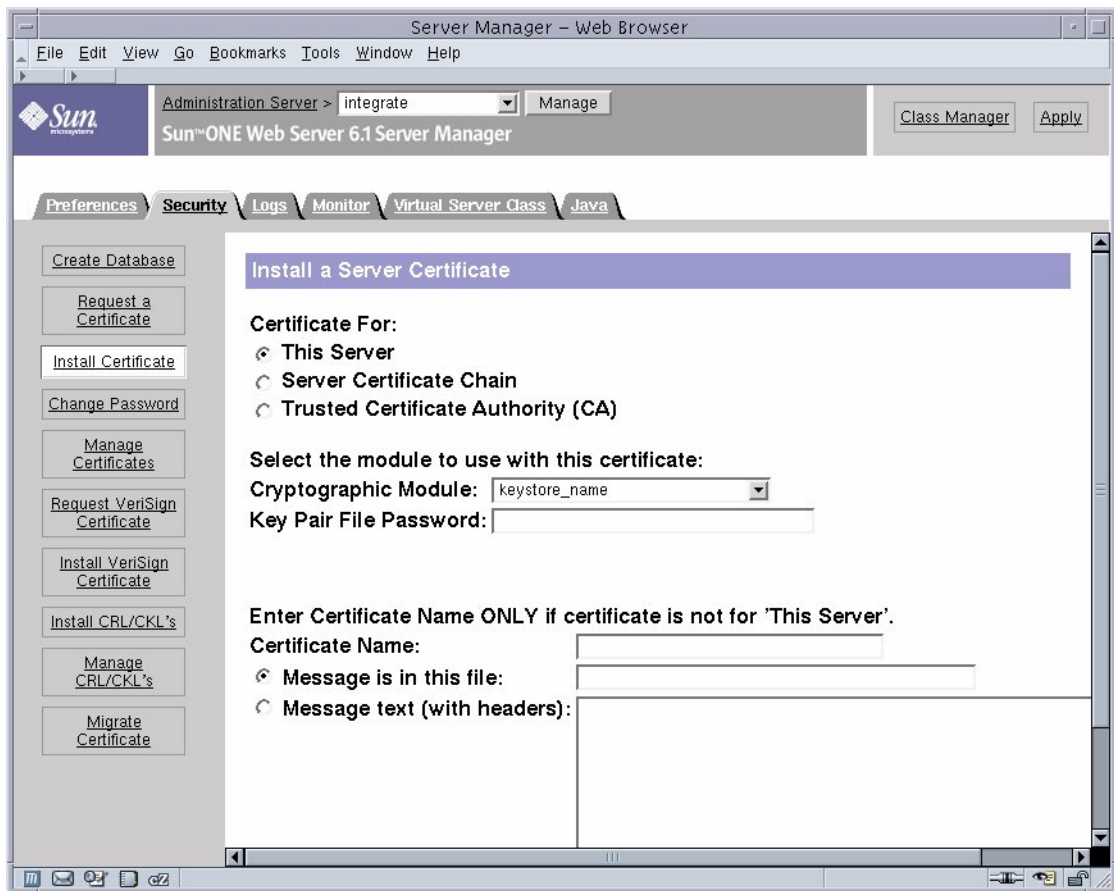 Server Manager – Web Browser
File Edit View Go Bookmarks Tools Window Help
Sun
microsystems
Administration Server > integrate Manage
Sun™ONE Web Server 6.1 Server Manager
Class Manager Apply
Preferences Security Logs Monitor Virtual Server Class Java
Create Database
Request a
Certificate
Install Certificate
Change Password
Manage
Certificates
Request VeriSign
Certificate
Install VeriSign
Certificate
Install CRL/CKL's
Manage
CRL/CKL's
Migrate
Certificate
Install a Server Certificate
Certificate For:
This Server
Server Certificate Chain
Trusted Certificate Authority (CA)
Select the module to use with this certificate:
Cryptographic Module: keystore_name
Key Pair File Password:
Enter Certificate Name ONLY if certificate is not for 'This Server'.
Certificate Name:
Message is in this file:
Message text (with headers):